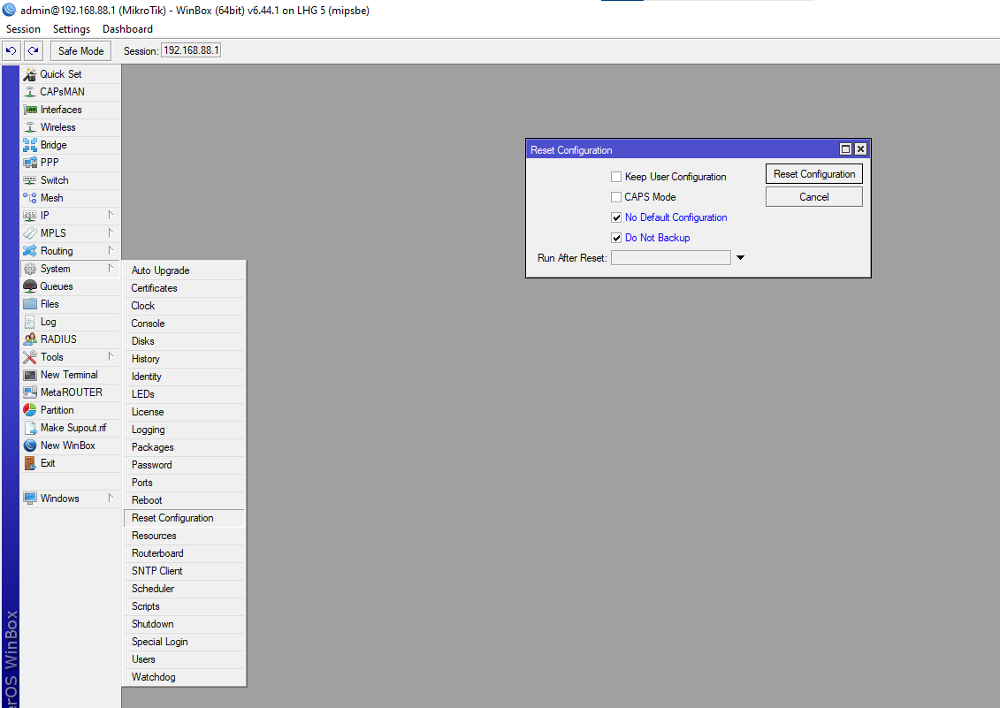 admin@192.168.88.1 (MikroTik) - WinBox (64bit) v6.44.1 on LHG 5 (mipsbe)
Session Settings Dashboard
Safe Mode Session: 192.168.88.1
Quick Set
CAPsMAN
Interfaces
Wireless
Bridge
PPP
Switch
Mesh
IP
MPLS
Routing
System
Queues
Files
Log
RADIUS
Tools
New Terminal
MetaROUTER
Partition
Make Supout.rif
New WinBox
Exit
Windows
Auto Upgrade
Certificates
Clock
Console
Disks
History
Identity
LEDs
License
Logging
Packages
Password
Ports
Reboot
Reset Configuration
Resources
Routerboard
SNTP Client
Scheduler
Scripts
Shutdown
Special Login
Users
Watchdog
Reset Configuration
Keep User Configuration
CAPS Mode
No Default Configuration
Do Not Backup
Run After Reset:
Reset Configuration
Cancel
erOS WinBox